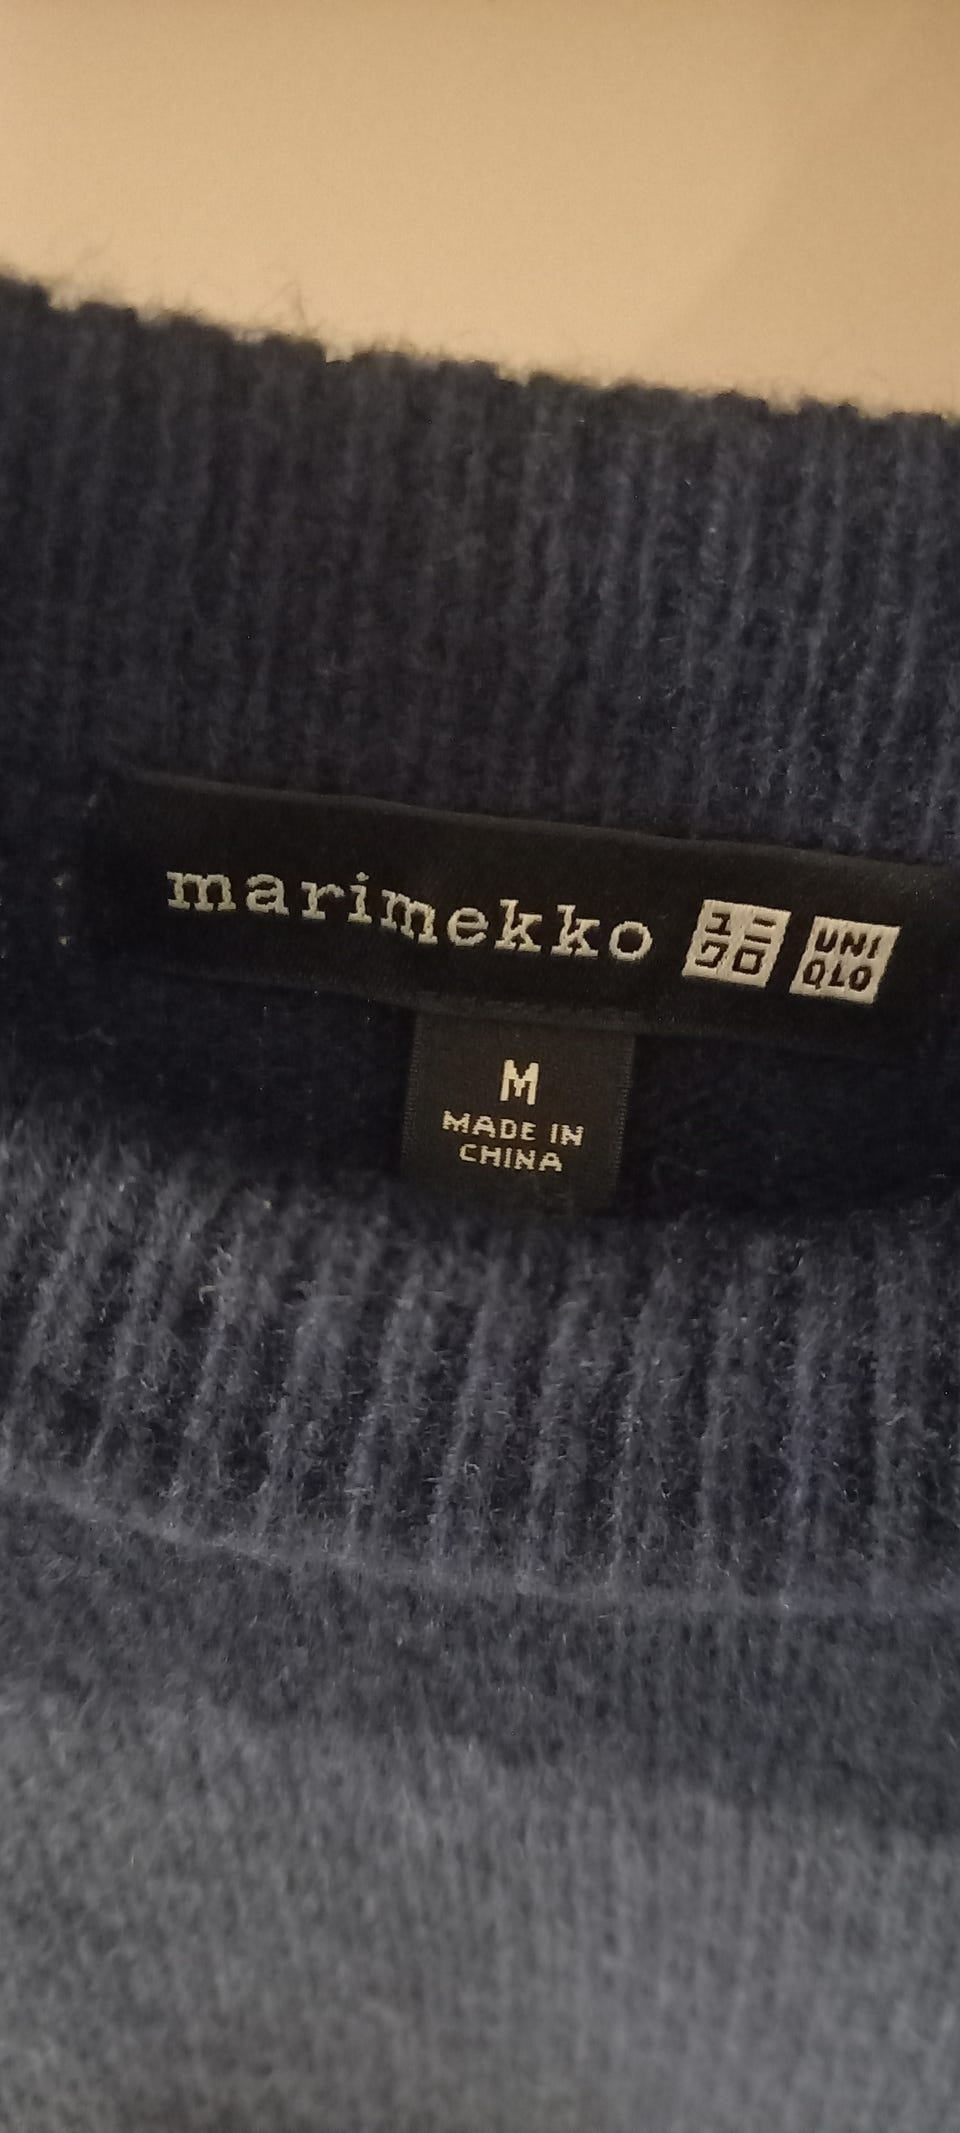 marimekko ユニ UNI
クロ QLO
M
MADE IN
CHINA